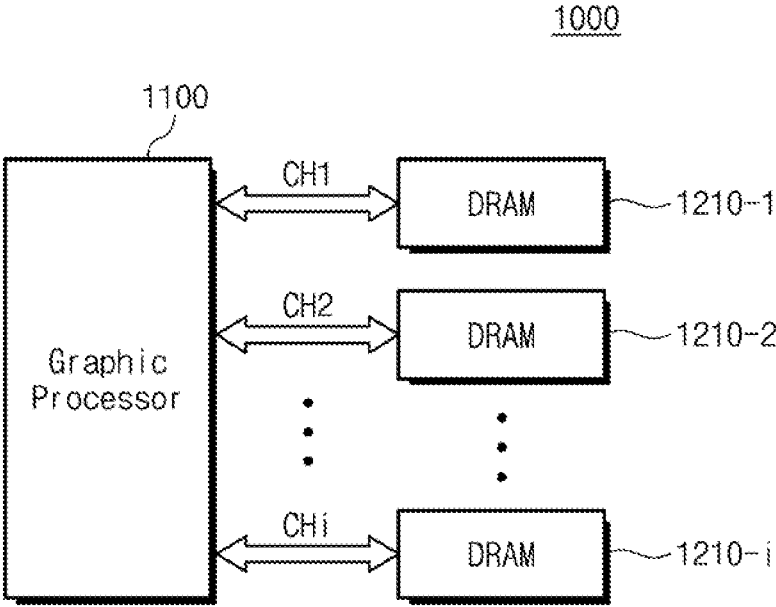 1000
1100
CH1
DRAM
1210-1
CH2
DRAM
1210-2
Graphic
Processor
CHi
DRAM
1210-i